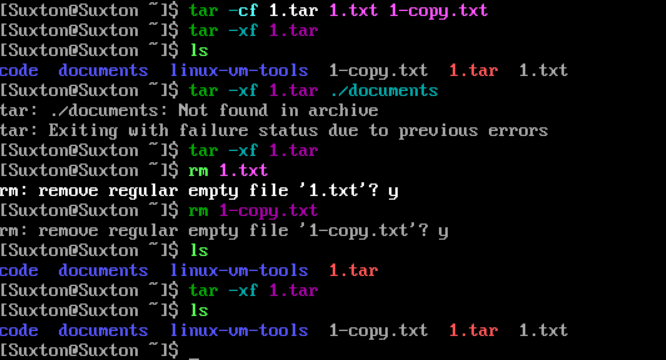 [Suxton@Suxton ~]$ tar -cf 1.tar 1.txt 1-copy.txt
[Suxton@Suxton ~]$ tar -xf 1.tar
[Suxton@Suxton ~]$ ls
code documents linux-vm-tools 1-copy.txt 1.tar 1.txt
[Suxton@Suxton ~]$ tar -xf 1.tar ./documents
tar: ./documents: Not found in archive
tar: Exiting with failure status due to previous errors
[Suxton@Suxton ~]$ tar -xf 1.tar
[Suxton@Suxton ~]$ rm 1.txt
rm: remove regular empty file '1.txt'? y
[Suxton@Suxton ~]$ rm 1-copy.txt
rm: remove regular empty file '1-copy.txt'? y
[Suxton@Suxton ~]$ ls
code documents linux-vm-tools 1.tar
[Suxton@Suxton ~]$ tar -xf 1.tar
[Suxton@Suxton ~]$ ls
code documents linux-vm-tools 1-copy.txt 1.tar 1.txt
[Suxton@Suxton ~]$ _